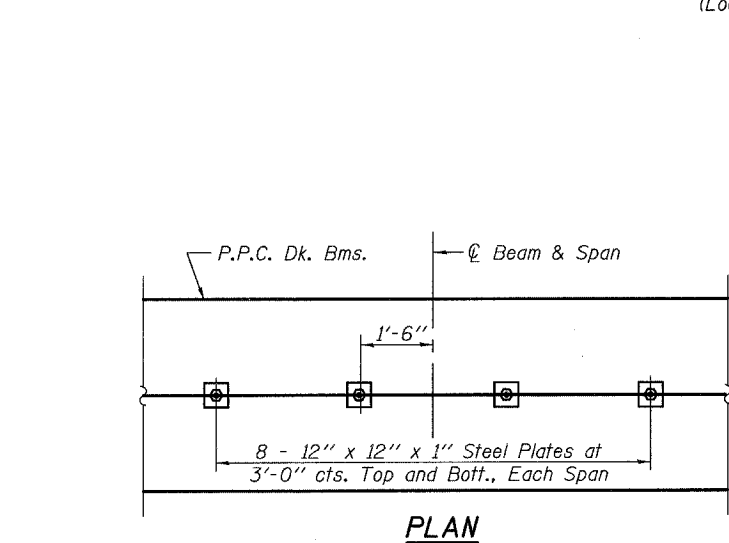 (Loc
P.P.C. Dk. Bms.
℄ Beam & Span
1'-6"
8 - 12" x 12" x 1" Steel Plates at
3'-0" cts. Top and Bott., Each Span
PLAN